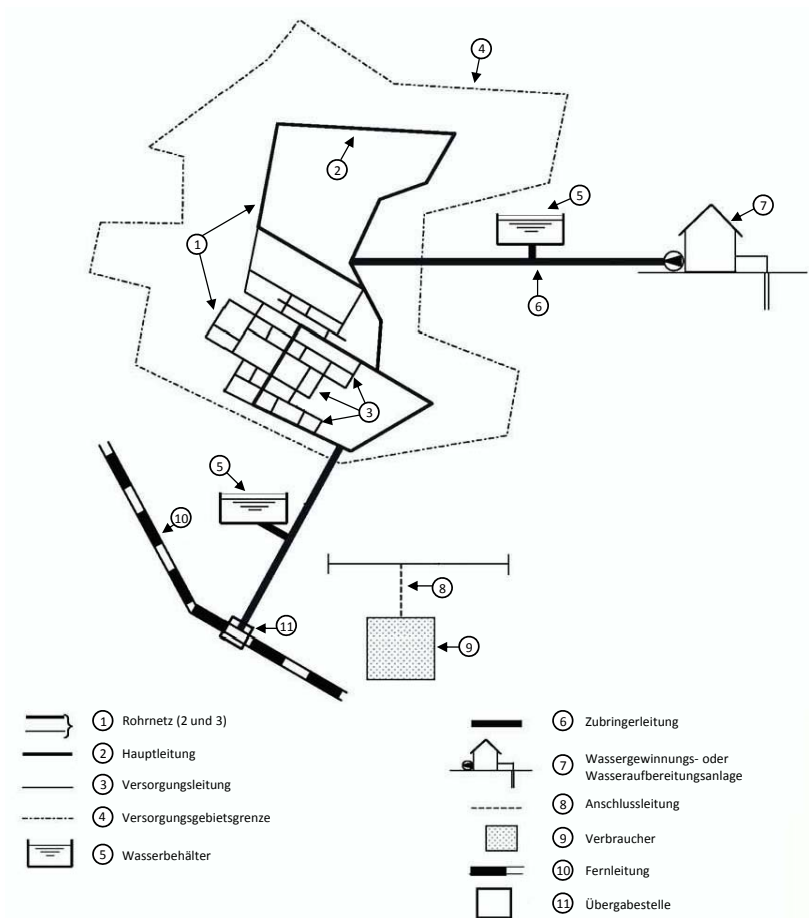 4
2
5
7
1
6
3
5
10
8
11
9
1 Rohrnetz (2 und 3)
2 Hauptleitung
3 Versorgungsleitung
4 Versorgungsgebietsgrenze
5 Wasserbehälter
6 Zubringerleitung
7 Wassergewinnungs- oder
Wasseraufbereitungsanlage
8 Anschlussleitung
9 Verbraucher
10 Fernleitung
11 Übergabestelle